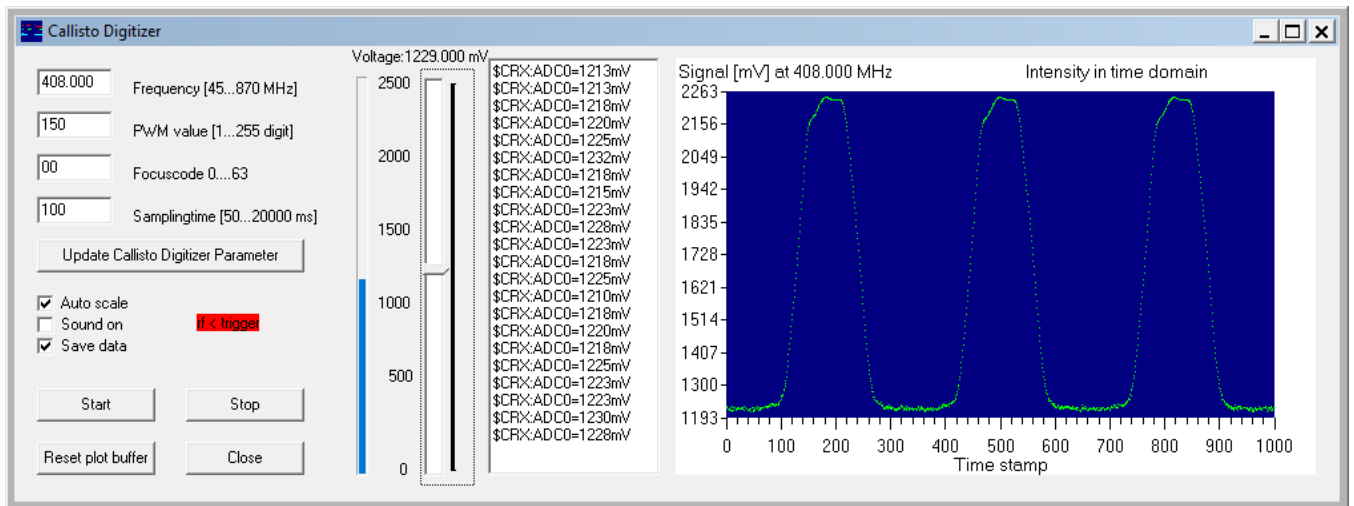 Callisto Digitizer
408.000 Frequency [45...870 MHz]
150 PWM value [1...255 digit]
00 Focuscode 0....63
100 Samplingtime [50...20000 ms]
Update Callisto Digitizer Parameter
Auto scale
Sound on
if < trigger
Save data
Start
Stop
Reset plot buffer
Close
Voltage:1229.000 mV
2500
2000
1500
1000
500
0
$CRX:ADC0=1213mV
$CRX:ADC0=1213mV
$CRX:ADC0=1218mV
$CRX:ADC0=1220mV
$CRX:ADC0=1225mV
$CRX:ADC0=1232mV
$CRX:ADC0=1218mV
$CRX:ADC0=1215mV
$CRX:ADC0=1223mV
$CRX:ADC0=1228mV
$CRX:ADC0=1223mV
$CRX:ADC0=1218mV
$CRX:ADC0=1225mV
$CRX:ADC0=1210mV
$CRX:ADC0=1218mV
$CRX:ADC0=1220mV
$CRX:ADC0=1218mV
$CRX:ADC0=1225mV
$CRX:ADC0=1223mV
$CRX:ADC0=1223mV
$CRX:ADC0=1230mV
$CRX:ADC0=1228mV
Signal [mV] at 408.000 MHz
Intensity in time domain
2263
2156
2049
1942
1835
1728
1621
1514
1407
1300
1193
0 100 200 300 400 500 600 700 800 900 1000
Time stamp